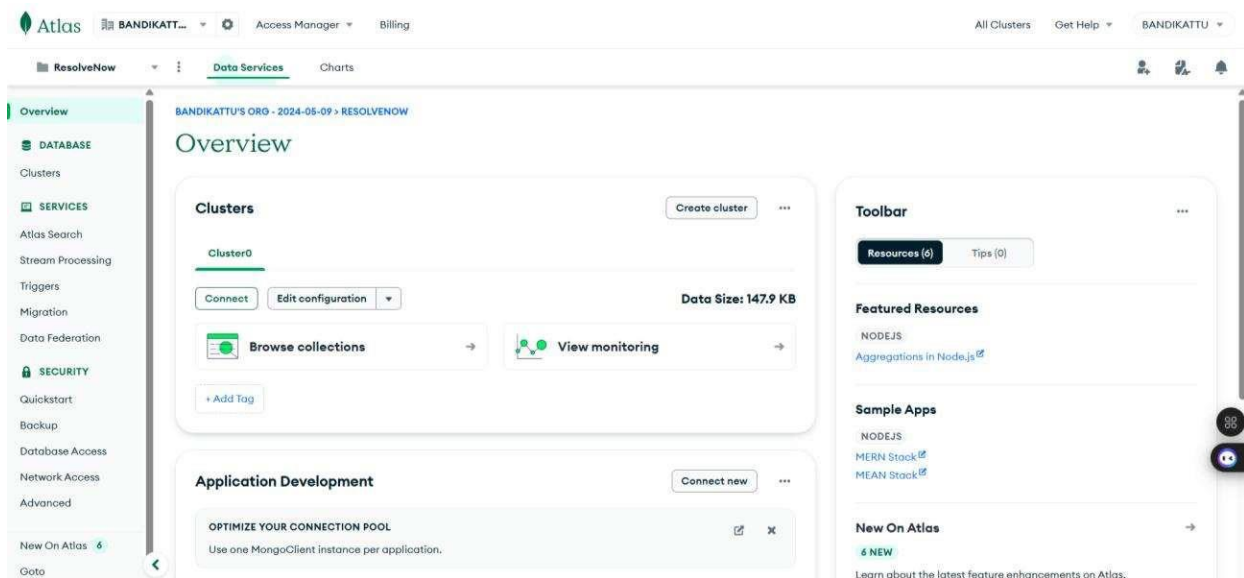 Atlas
BANDIKATT...
Access Manager
Billing
All Clusters
Get Help
BANDIKATTU
ResolveNow
Data Services
Charts
Overview
DATABASE
Clusters
SERVICES
Atlas Search
Stream Processing
Triggers
Migration
Data Federation
SECURITY
Quickstart
Backup
Database Access
Network Access
Advanced
New On Atlas 6
Goto
BANDIKATTU'S ORG - 2024-05-09 > RESOLVENOW
Overview
Clusters
Create cluster
Cluster0
Connect
Edit configuration
Data Size: 147.9 KB
Browse collections
View monitoring
+ Add Tag
Application Development
Connect new
OPTIMIZE YOUR CONNECTION POOL
Use one MongoClient instance per application.
Toolbar
Resources (6)
Tips (0)
Featured Resources
NODEJS
Aggregations in Node.js
Sample Apps
NODEJS
MERN Stack
MEAN Stack
New On Atlas
6 NEW
Learn about the latest feature enhancements on Atlas.